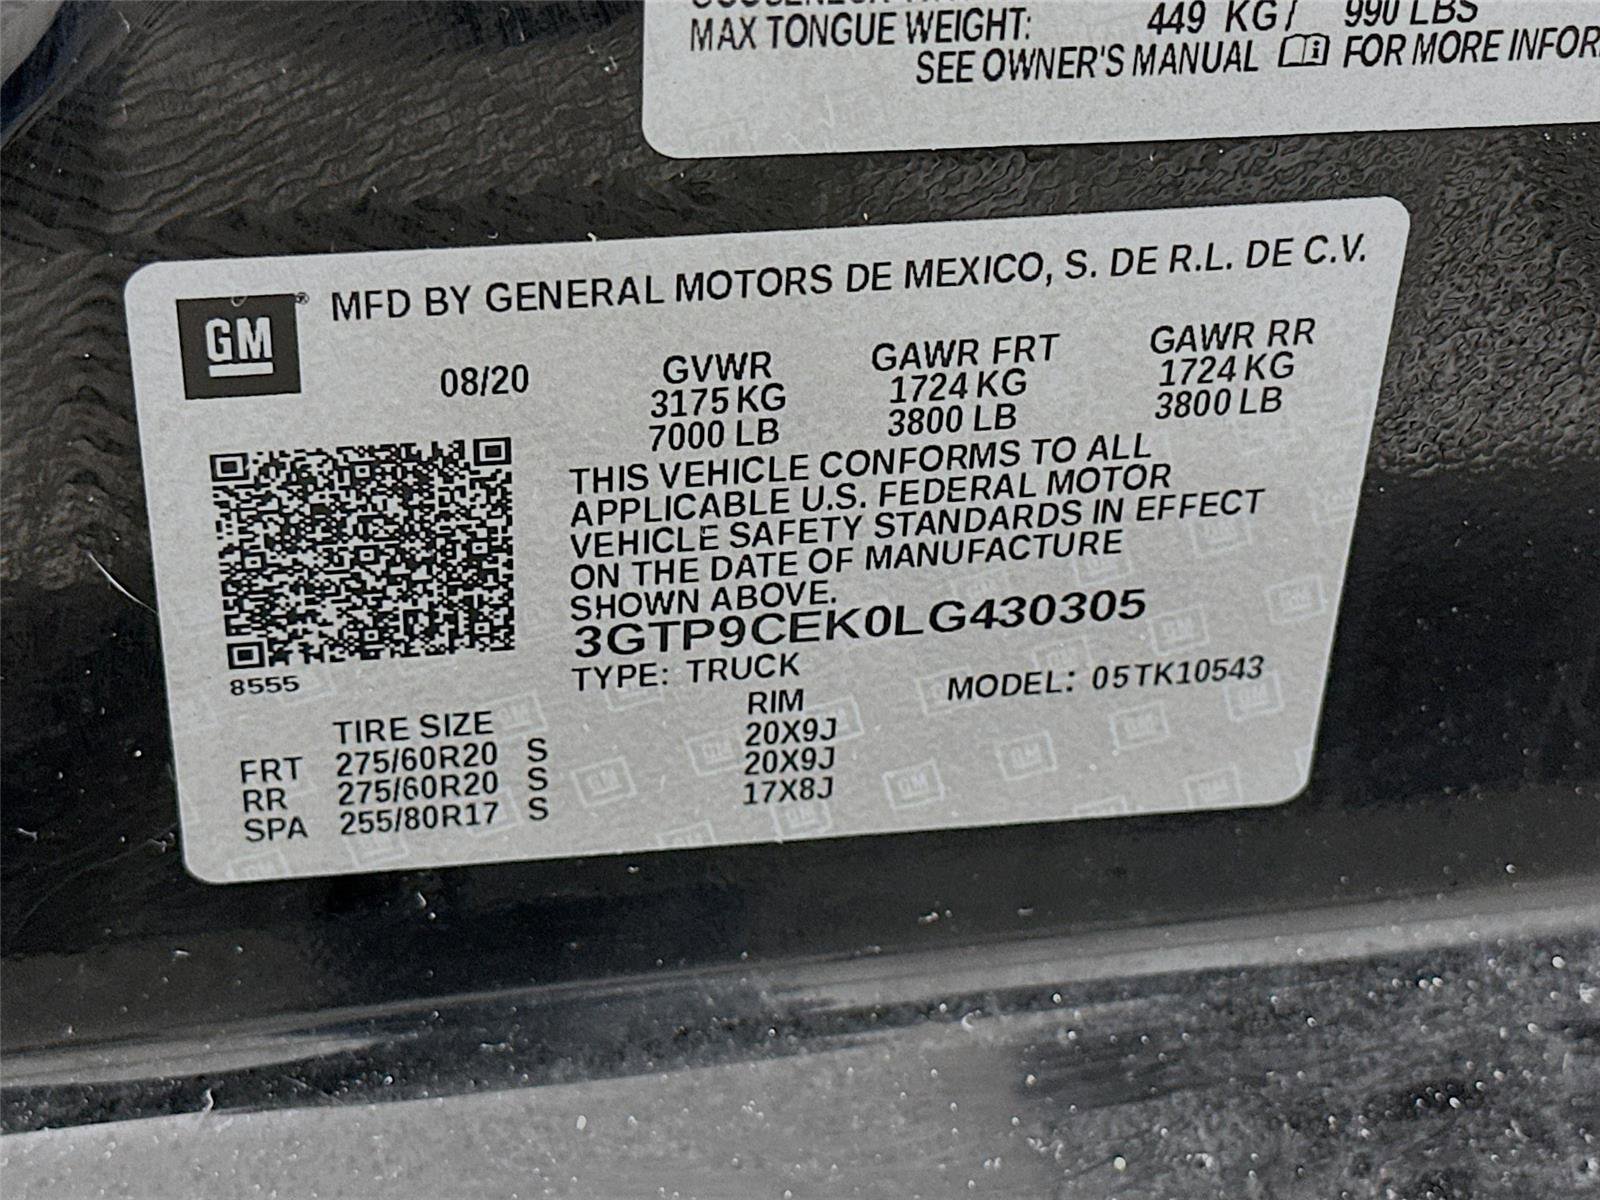 MAX TONGUE WEIGHT: 449 KG / 990 LBS
SEE OWNER'S MANUAL FOR MORE INFOR
GM ® MFD BY GENERAL MOTORS DE MEXICO, S. DE R.L. DE C.V.
08/20 GVWR GAWR FRT GAWR RR
3175 KG 1724 KG 1724 KG
7000 LB 3800 LB 3800 LB
THIS VEHICLE CONFORMS TO ALL
APPLICABLE U.S. FEDERAL MOTOR
VEHICLE SAFETY STANDARDS IN EFFECT
ON THE DATE OF MANUFACTURE
SHOWN ABOVE.
3GTP9CEK0LG430305
8555 TYPE: TRUCK MODEL: 05TK10543
TIRE SIZE RIM
FRT 275/60R20 S 20X9J
RR 275/60R20 S 20X9J
SPA 255/80R17 S 17X8J